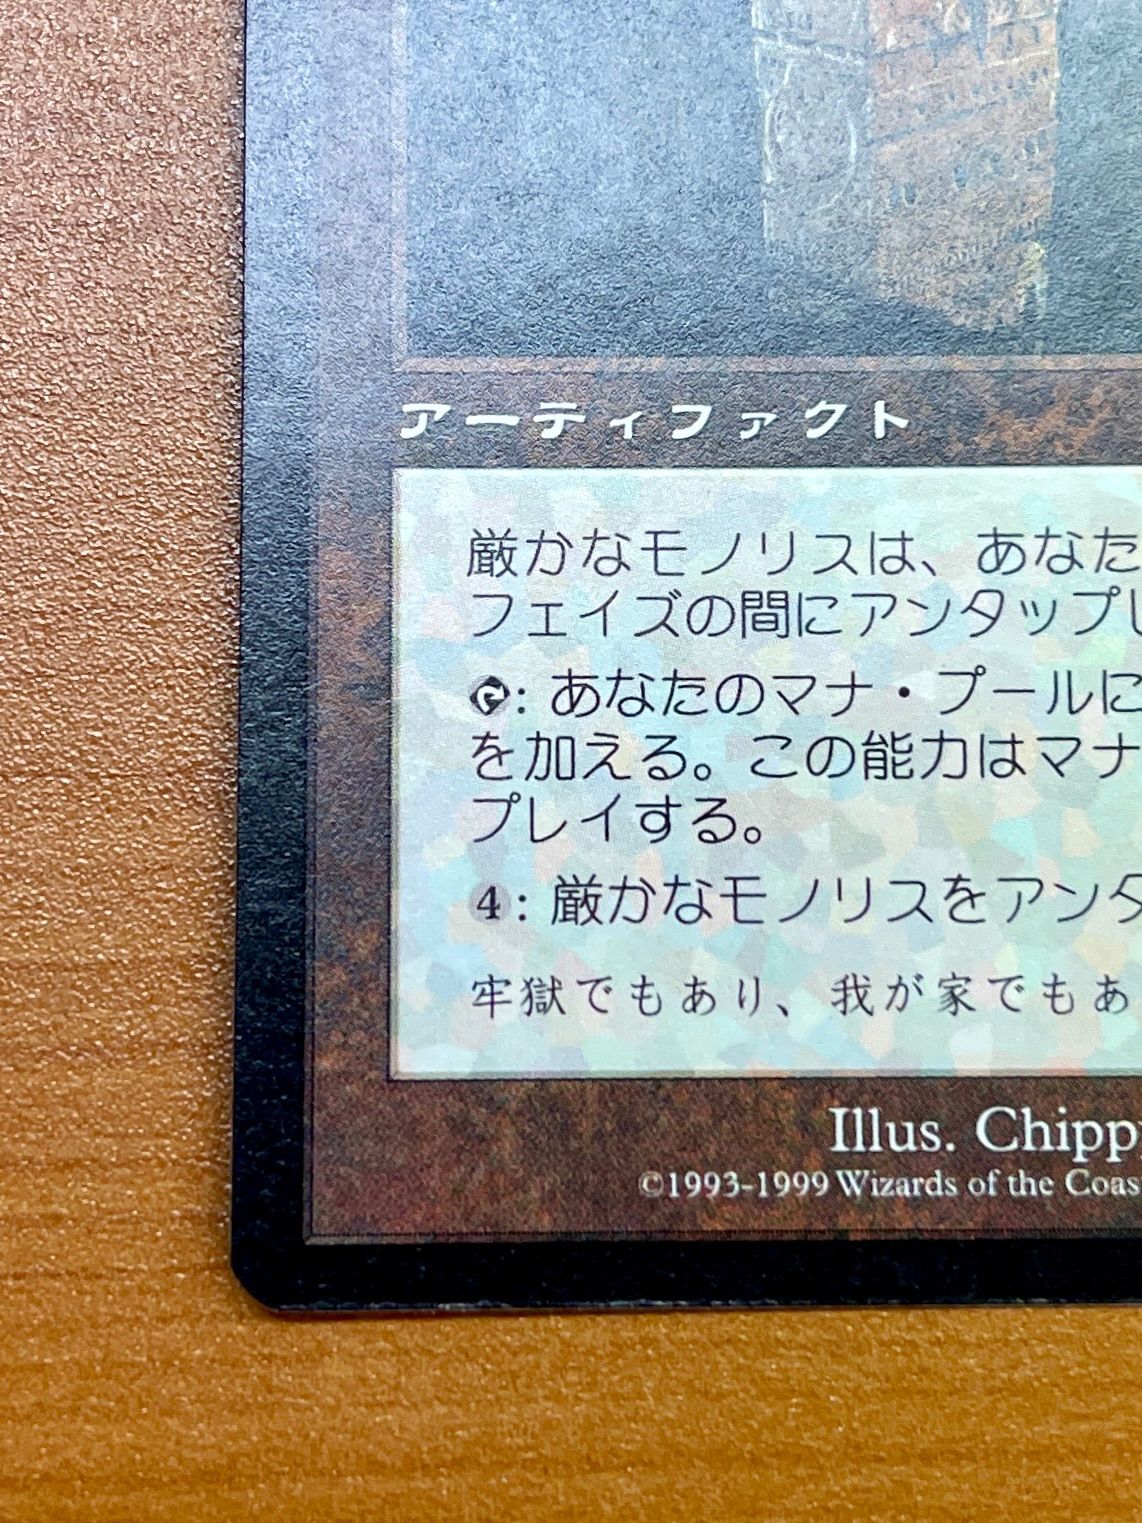 アーティファクト
厳かなモノリスは、あなた
フェイズの間にアンタップし
: あなたのマナ・プールに
を加える。この能力はマナ
プレイする。
4: 厳かなモノリスをアンタ
牢獄でもあり、我が家でもあ
Illus. Chipp
©1993-1999 Wizards of the Coas